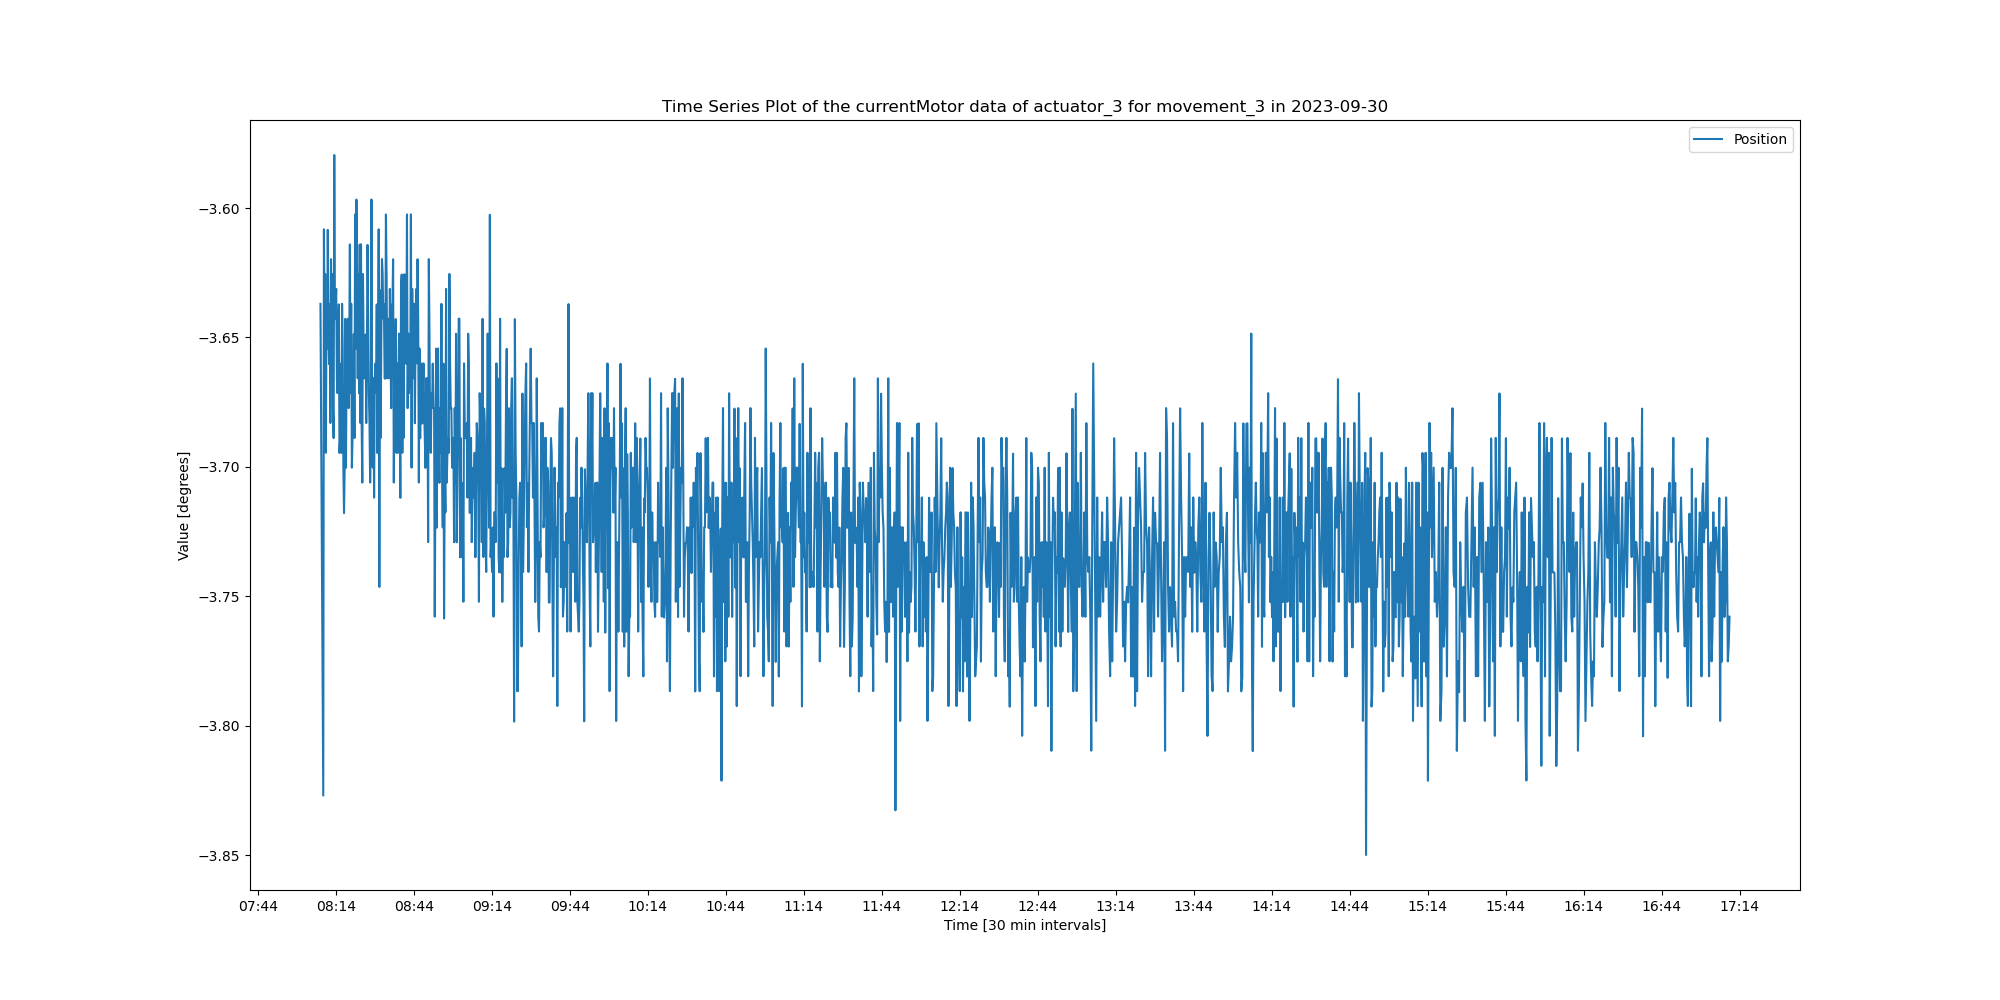 Time Series Plot of the currentMotor data of actuator_3 for movement_3 in 2023-09-30
Position
Value [degrees]
−3.60
−3.65
−3.70
−3.75
−3.80
−3.85
07:44 08:14 08:44 09:14 09:44 10:14 10:44 11:14 11:44 12:14 12:44 13:14 13:44 14:14 14:44 15:14 15:44 16:14 16:44 17:14
Time [30 min intervals]